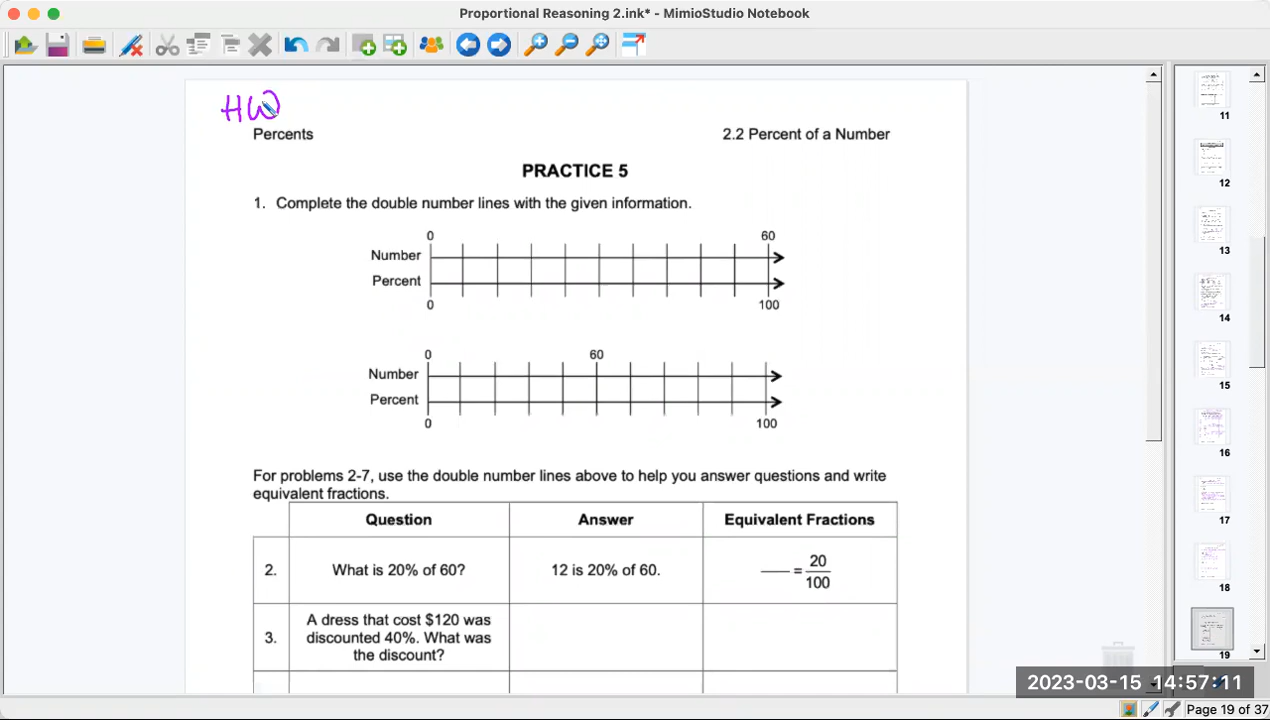 Proportional Reasoning 2.ink* - MimioStudio Notebook
HW
Percents 2.2 Percent of a Number
PRACTICE 5
1. Complete the double number lines with the given information.
0 60
Number
Percent
0 100
0 60
Number
Percent
0 100
For problems 2-7, use the double number lines above to help you answer questions and write
equivalent fractions.
Question Answer Equivalent Fractions
2. What is 20% of 60? 12 is 20% of 60. ___ = 20/100
3. A dress that cost $120 was
discounted 40%. What was
the discount?
11
12
13
14
15
16
17
18
19
2023-03-15 14:57:11
Page 19 of 37